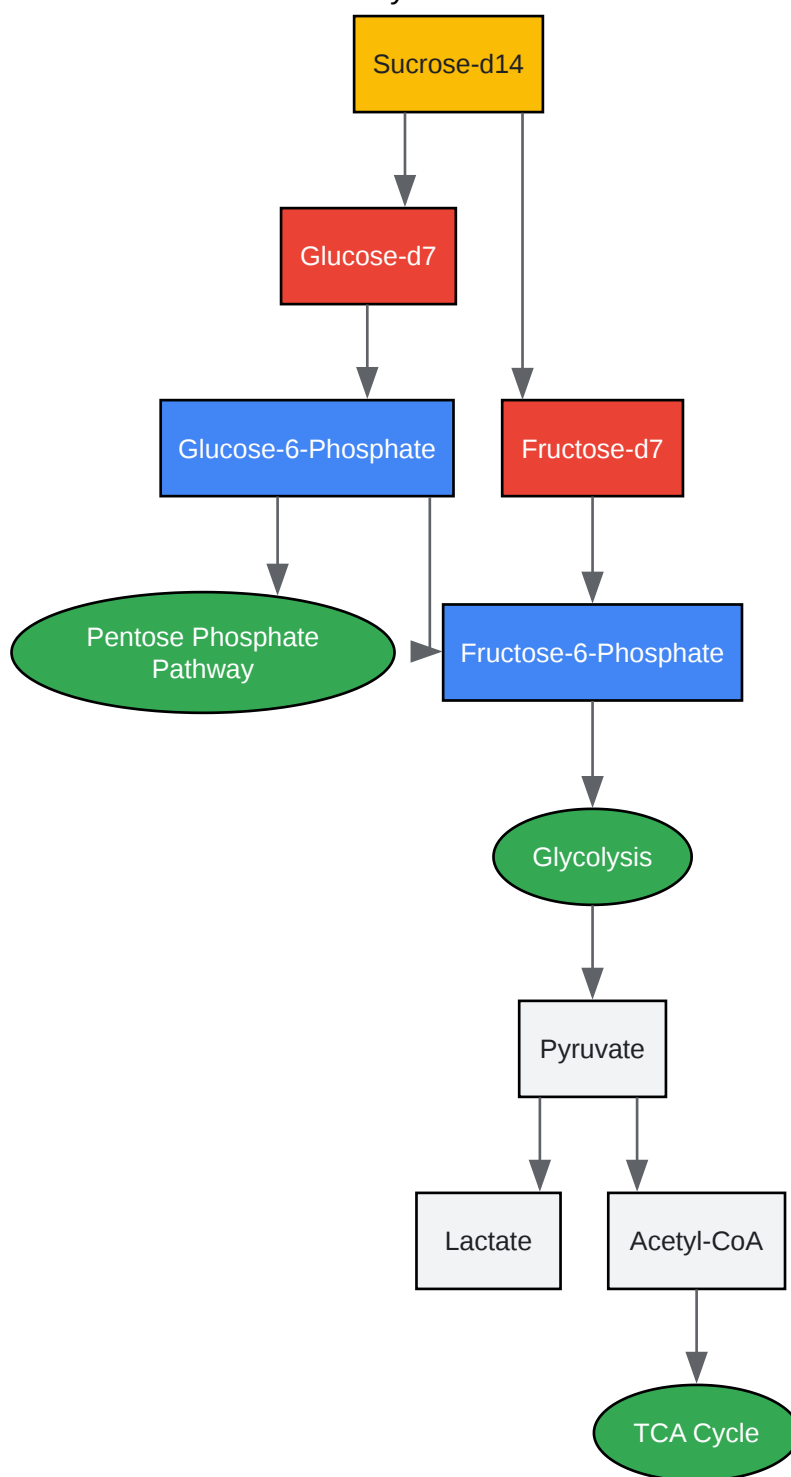 Sucrose-d14
Glucose-d7
Glucose-6-Phosphate
Fructose-d7
Pentose Phosphate
Pathway
Fructose-6-Phosphate
Glycolysis
Pyruvate
Lactate
Acetyl-CoA
TCA Cycle